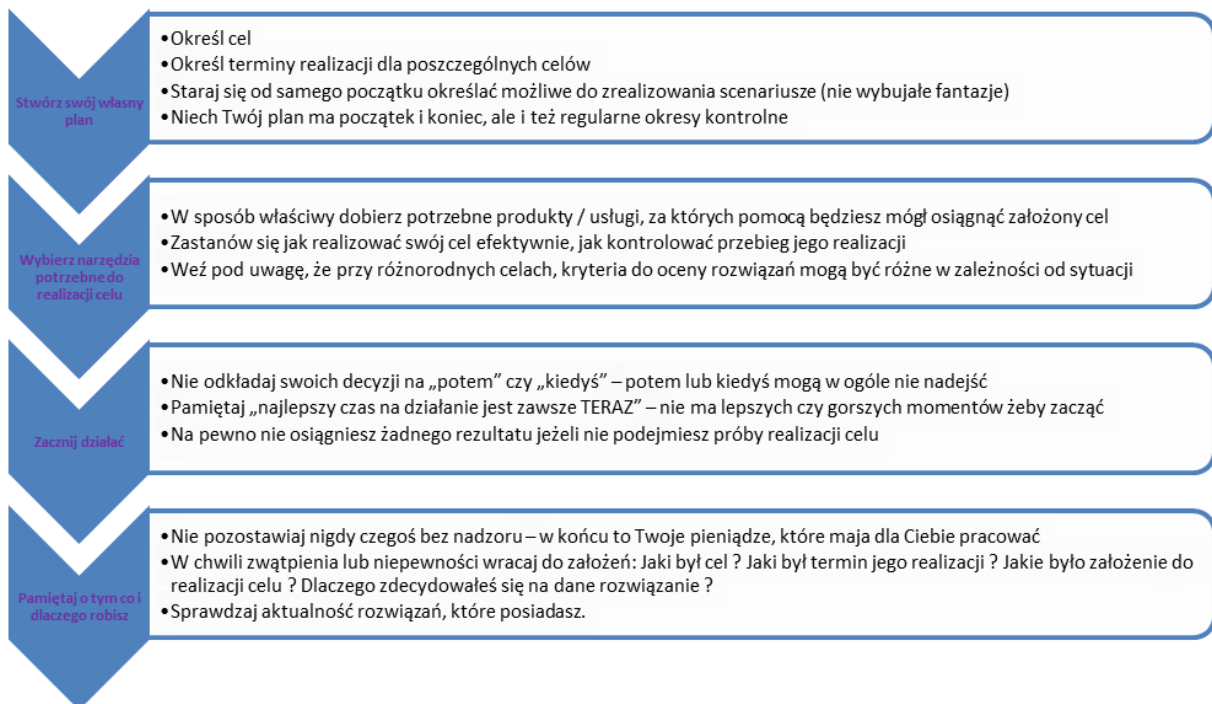 Stwórz swój własny
plan
•Określ cel
•Określ terminy realizacji dla poszczególnych celów
•Staraj się od samego początku określać możliwe do zrealizowania scenariusze (nie wybujałe fantazje)
•Niech Twój plan ma początek i koniec, ale i też regularne okresy kontrolne
Wybierz narzędzia
potrzebne do
realizacji celu
•W sposób właściwy dobierz potrzebne produkty / usługi, za których pomocą będziesz mógł osiągnąć założony cel
•Zastanów się jak realizować swój cel efektywnie, jak kontrolować przebieg jego realizacji
•Weź pod uwagę, że przy różnorodnych celach, kryteria do oceny rozwiązań mogą być różne w zależności od sytuacji
Zacznij działać
•Nie odkładaj swoich decyzji na „potem” czy „kiedyś” – potem lub kiedyś mogą w ogóle nie nadejść
•Pamiętaj „najlepszy czas na działanie jest zawsze TERAZ” – nie ma lepszych czy gorszych momentów żeby zacząć
•Na pewno nie osiągniesz żadnego rezultatu jeżeli nie podejmiesz próby realizacji celu
Pamiętaj o tym co i
dlaczego robisz
•Nie pozostawiaj nigdy czegoś bez nadzoru – w końcu to Twoje pieniądze, które maja dla Ciebie pracować
•W chwili zwątpienia lub niepewności wracaj do założeń: Jaki był cel ? Jaki był termin jego realizacji ? Jakie było założenie do
realizacji celu ? Dlaczego zdecydowałeś się na dane rozwiązanie ?
•Sprawdzaj aktualność rozwiązań, które posiadasz.